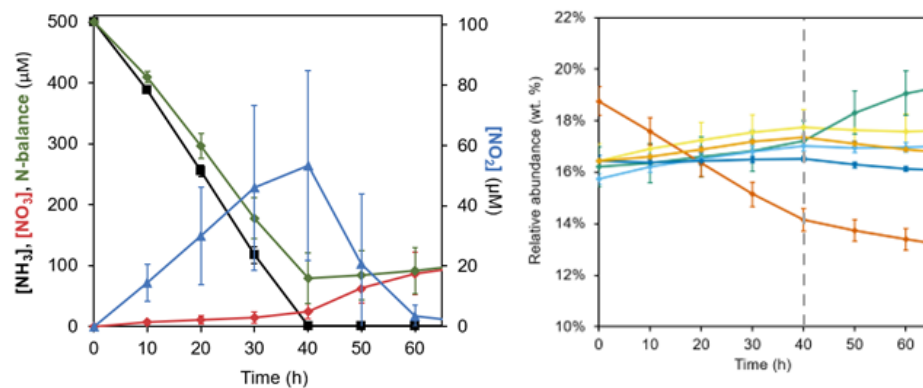 [NH₃], [NO₃], N-balance (μM)
500
400
300
200
100
0
0 10 20 30 40 50 60
Time (h)
100
80
60
40
20
0
[NO₂] (μM)
Relative abundance (wt. %)
22%
20%
18%
16%
14%
12%
10%
0 10 20 30 40 50 60
Time (h)